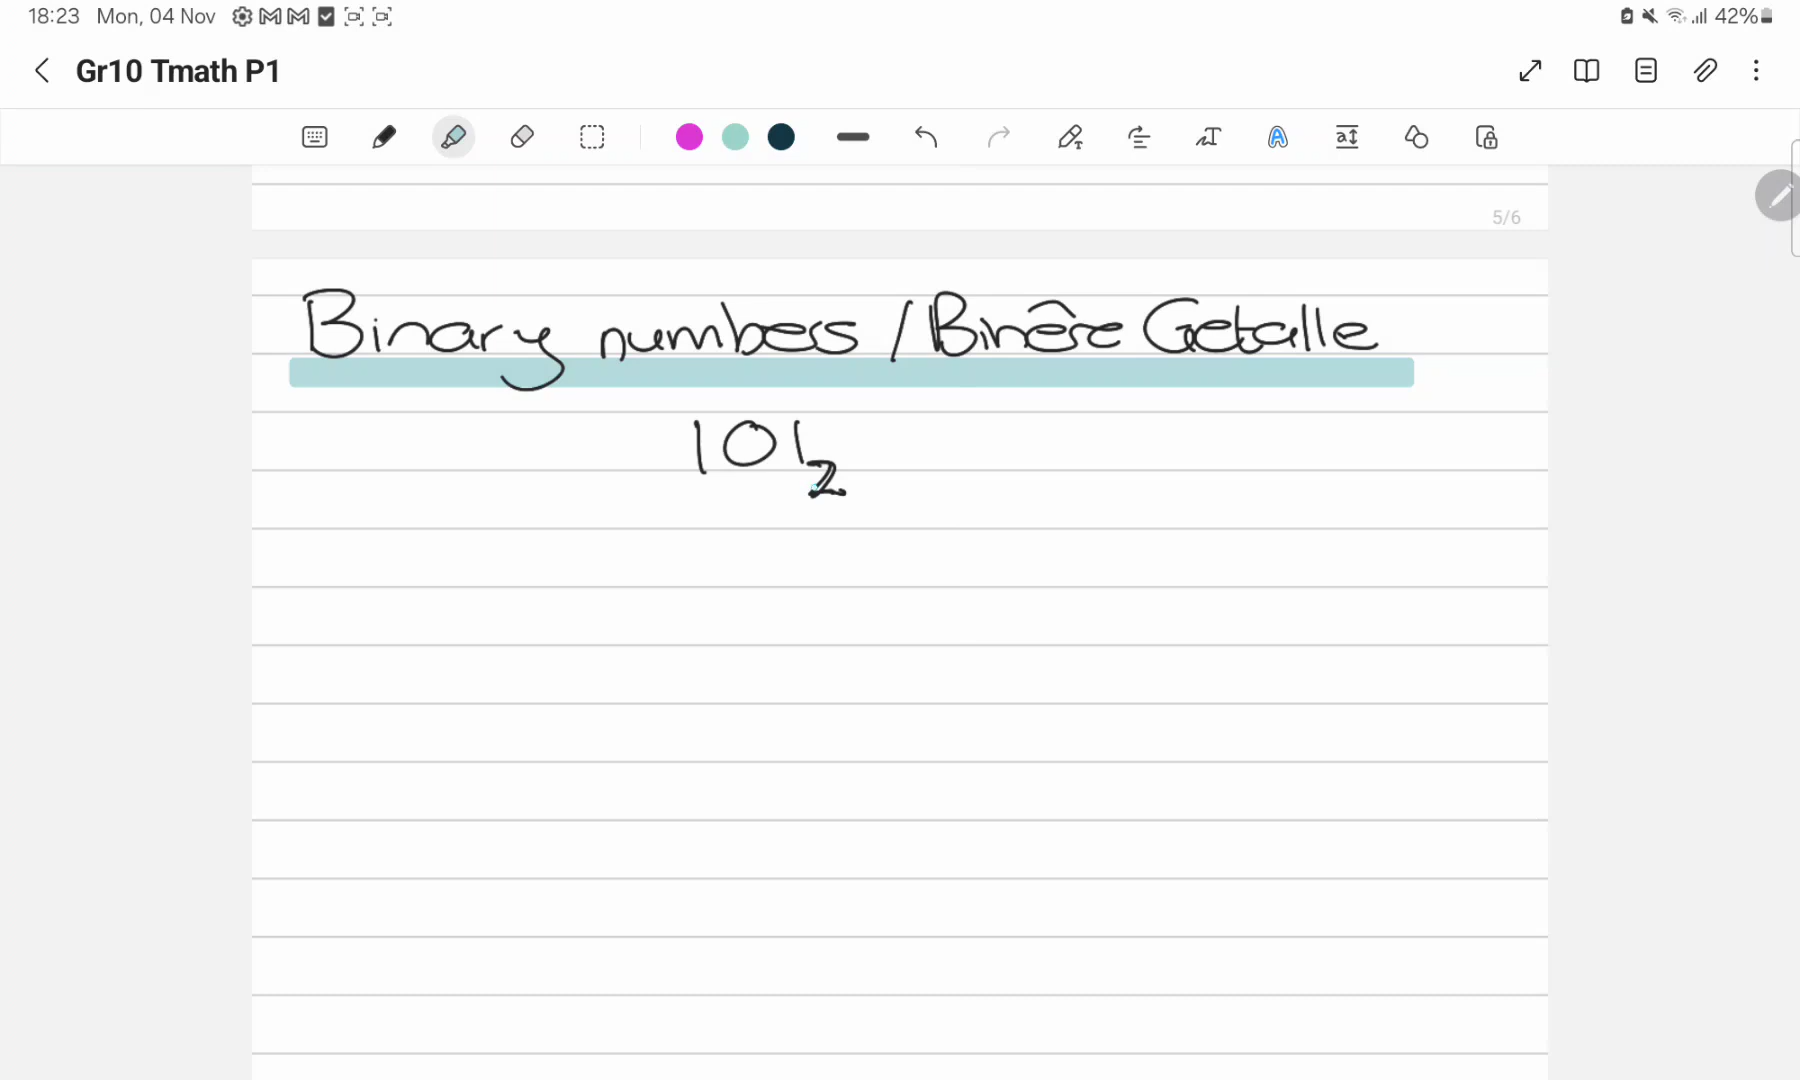 18:23 Mon, 04 Nov 42%
Gr10 Tmath P1
5/6
Binary numbers / Binêre Getalle
101₂